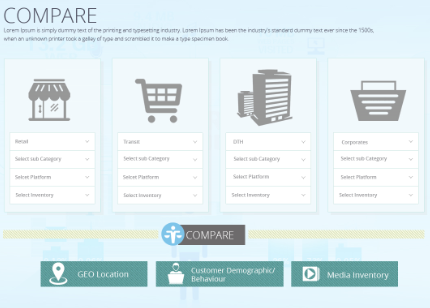 COMPARE
Lorem Ipsum is simply dummy text of the printing and typesetting industry. Lorem Ipsum has been the industry's standard dummy text ever since the 1500s,
when an unknown printer took a galley of type and scrambled it to make a type specimen book.
Retail
Select sub Category
Select Platform
Select Inventory
Transit
Select sub Category
Select Platform
Select Inventory
DTH
Select sub Category
Select Platform
Select Inventory
Corporates
Select sub Category
Select Platform
Select Inventory
COMPARE
GEO Location
Customer Demographic/
Behaviour
Media Inventory